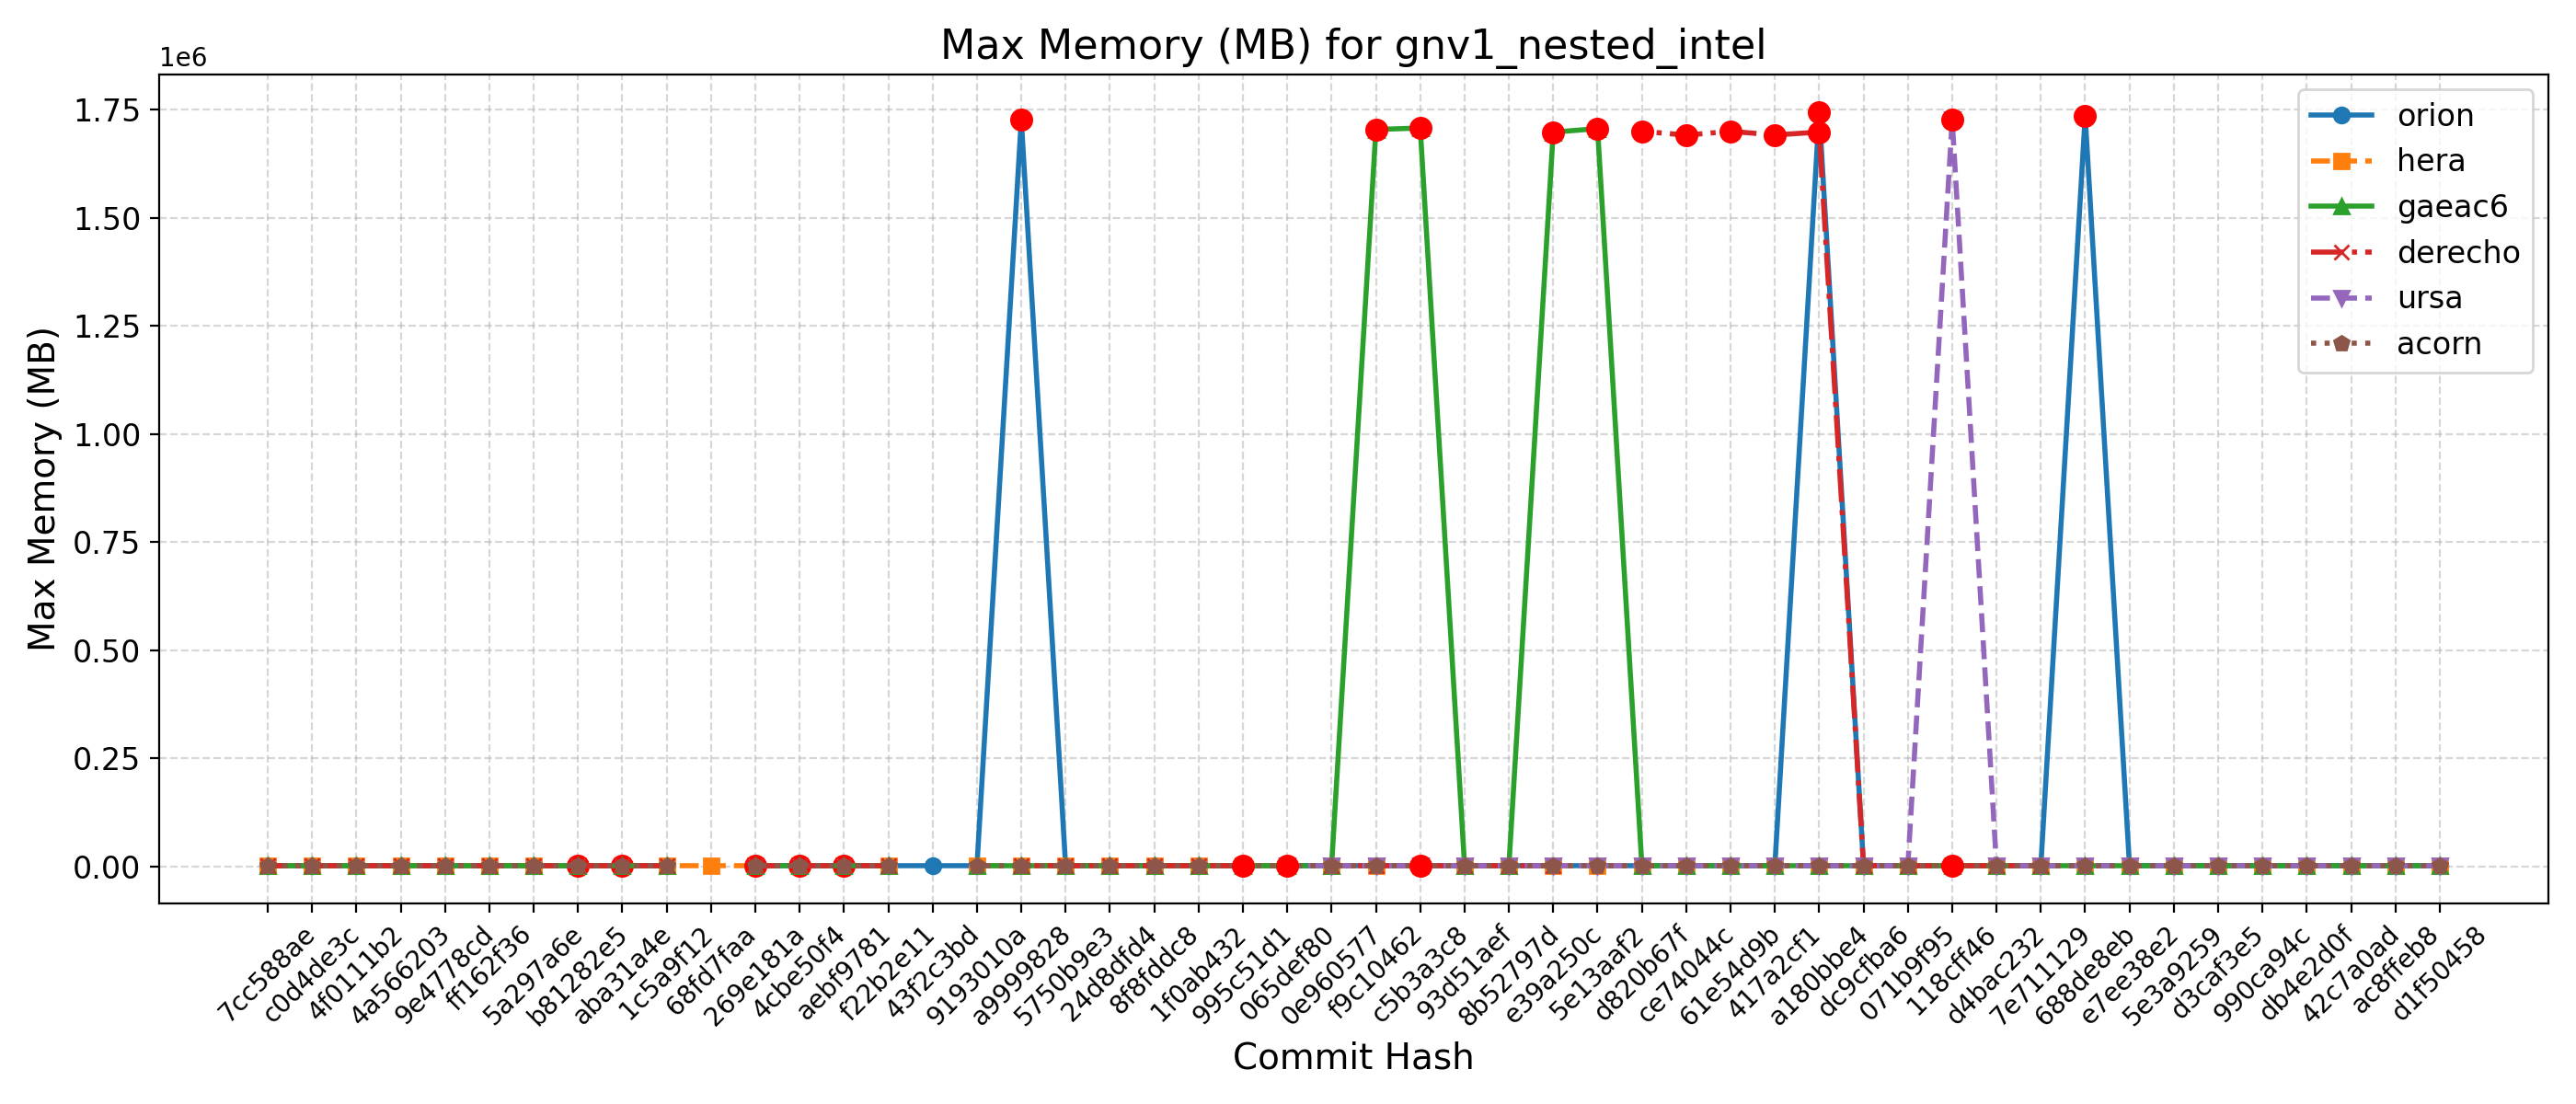 Max Memory (MB) for gnv1_nested_intel
1e6
1.75
1.50
1.25
1.00
0.75
0.50
0.25
0.00
Max Memory (MB)
orion
hera
gaeac6
derecho
ursa
acorn
7cc588ae
c0d4de3c
4f0111b2
4a566203
9e4778cd
ff162f36
5a297a6e
b81282e5
aba31a4e
1c5a9f12
68fd7faa
269e181a
4cbe50f4
aebf9781
f22b2e11
43f2c3bd
9193010a
a9999828
5750b9e3
24d8dfd4
8f8fddc8
1f0ab432
995c51d1
065def80
0e960577
f9c10462
c5b3a3c8
93d51aef
8b52797d
e39a250c
5e13aaf2
d820b67f
ce74044c
61e54d9b
417a2cf1
a180bbe4
dc9cfba6
071b9f95
118cff46
d4bac232
7e711129
688de8eb
e7ee38e2
5e3a9259
d3caf3e5
990ca94c
db4e2d0f
42c7a0ad
ac8ffeb8
d1f50458
Commit Hash